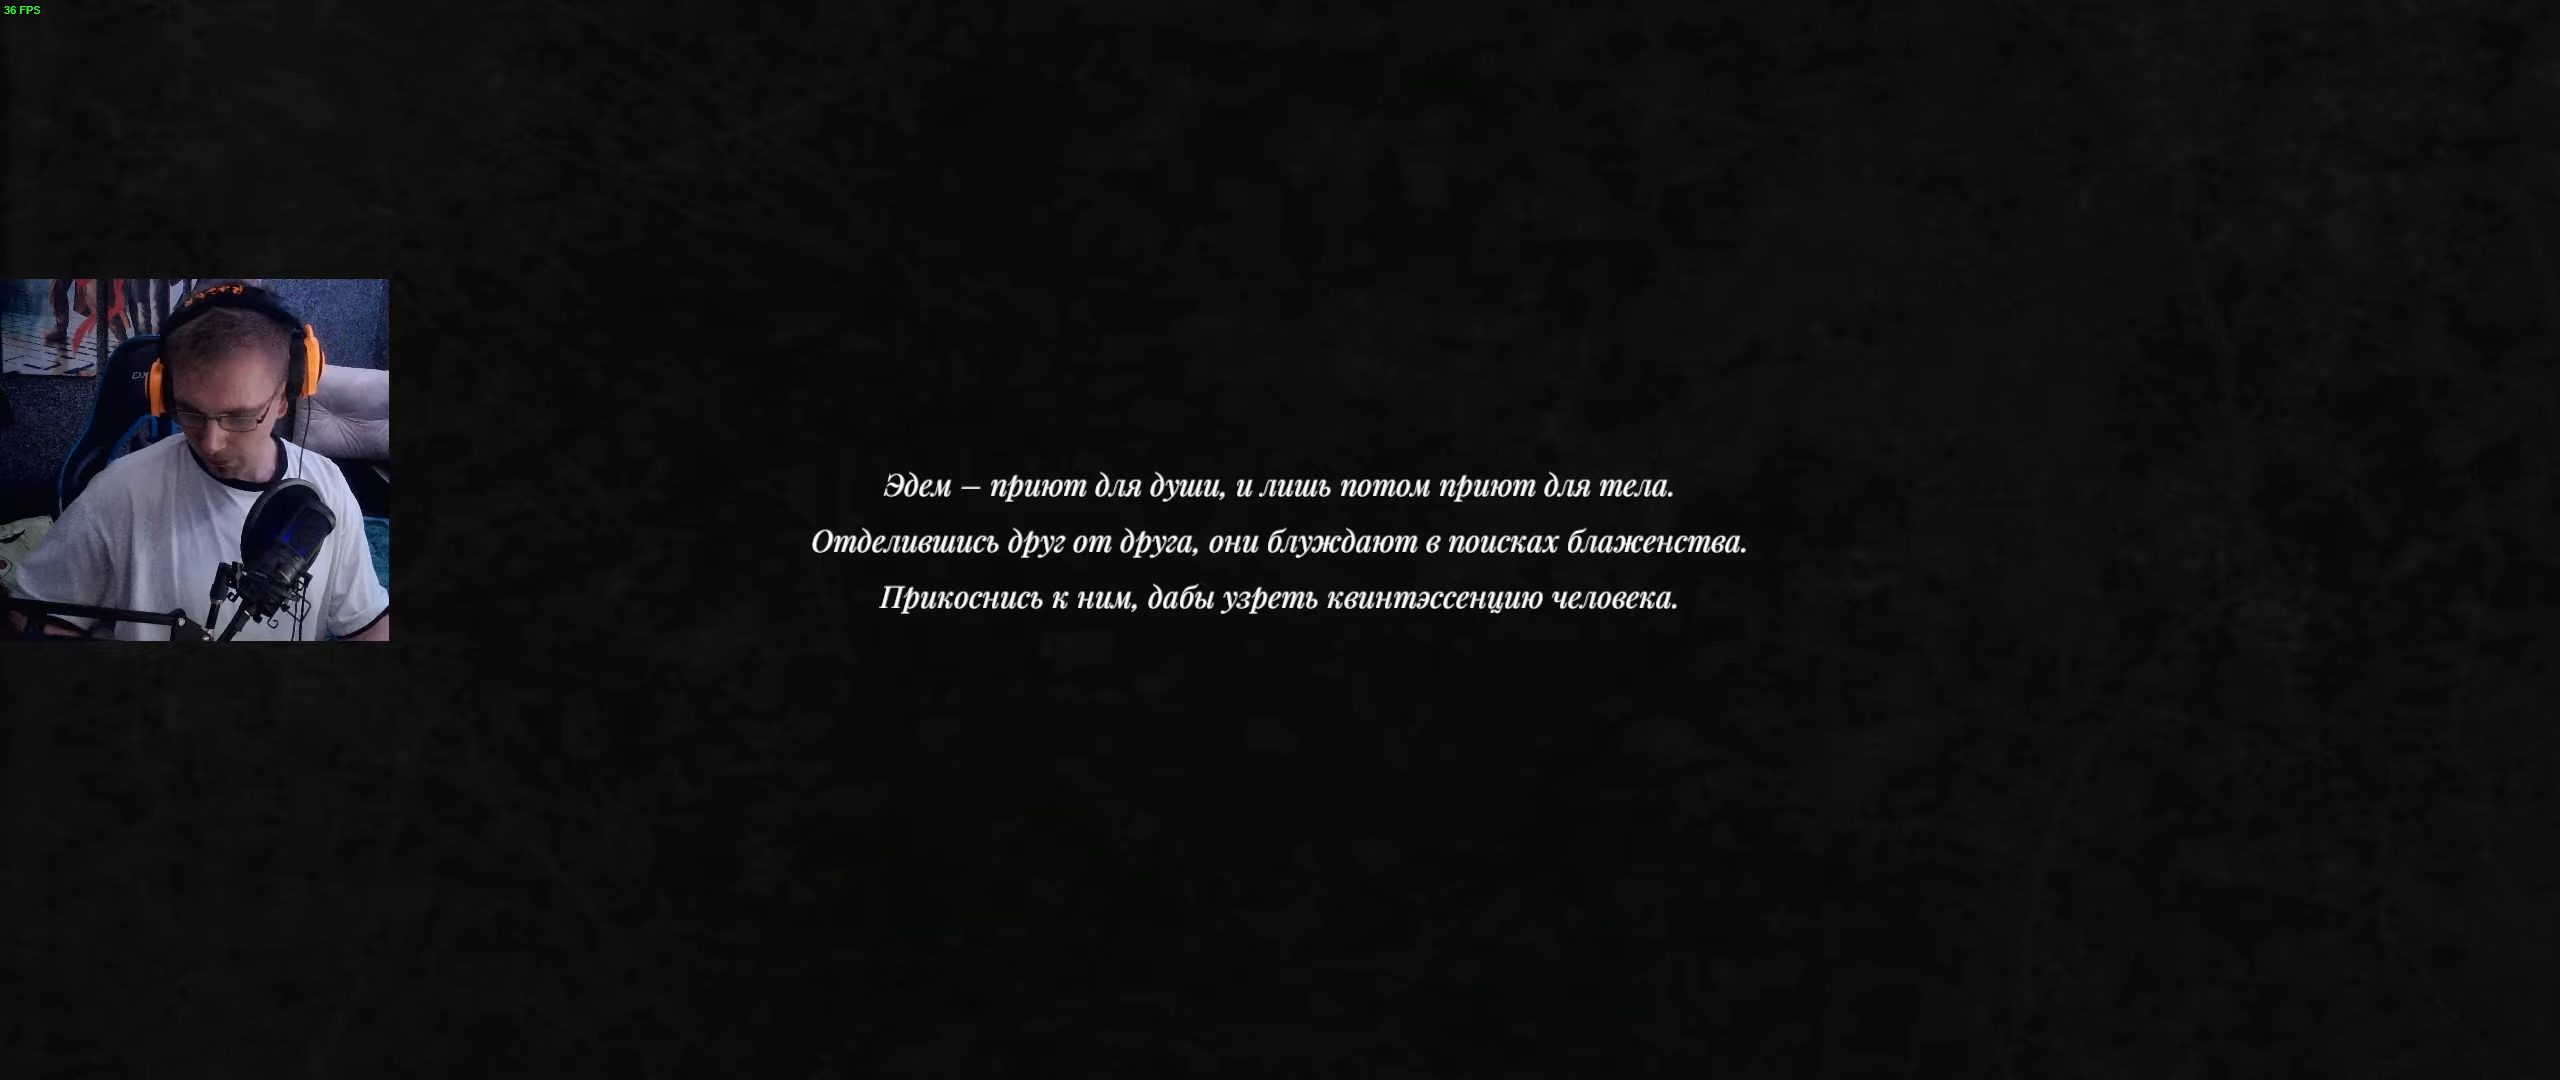 36 FPS
Эдем – приют для души, и лишь потом приют для тела.
Отделившись друг от друга, они блуждают в поисках блаженства.
Прикоснись к ним, дабы узреть квинтэссенцию человека.